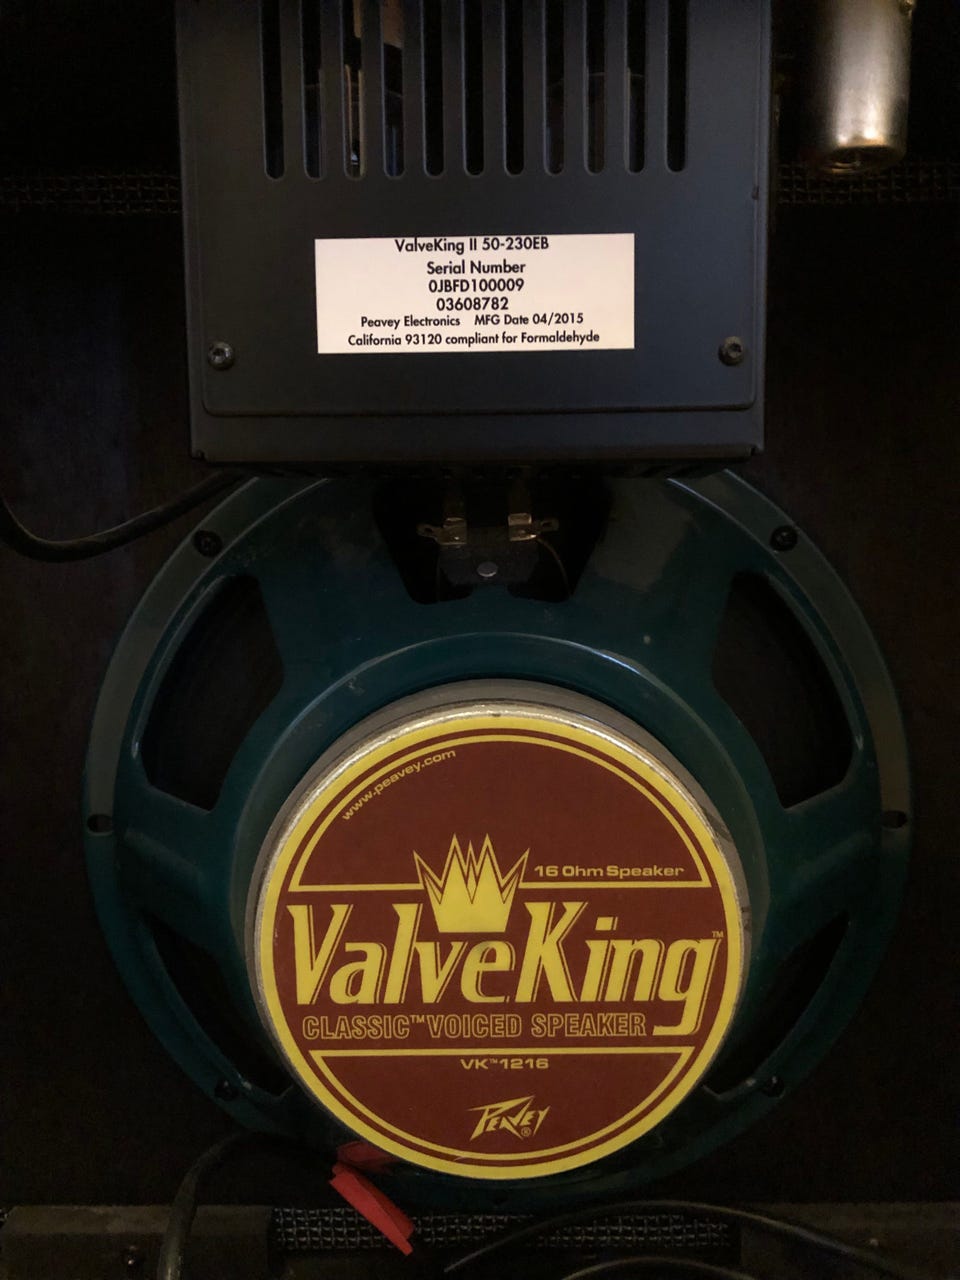 ValveKing II 50-230EB
Serial Number
0JBFD100009
03608782
Peavey Electronics MFG Date 04/2015
California 93120 compliant for Formaldehyde
www.peavey.com
16 Ohm Speaker
ValveKing™
CLASSIC™ VOICED SPEAKER
VK™1216
PEAVEY®